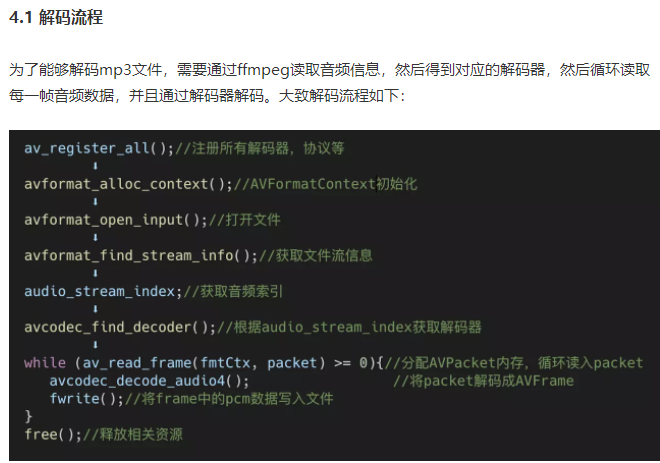 4.1 解码流程
为了能够解码mp3文件，需要通过ffmpeg读取音频信息，然后得到对应的解码器，然后循环读取
每一帧音频数据，并且通过解码器解码。大致解码流程如下：
av_register_all();//注册所有解码器，协议等
⬇
avformat_alloc_context();//AVFormatContext初始化
⬇
avformat_open_input();//打开文件
⬇
avformat_find_stream_info();//获取文件流信息
⬇
audio_stream_index;//获取音频索引
⬇
avcodec_find_decoder();//根据audio_stream_index获取解码器
⬇
while (av_read_frame(fmtCtx, packet) >= 0){//分配AVPacket内存，循环读入packet
avcodec_decode_audio4(); //将packet解码成AVFrame
fwrite();//将frame中的pcm数据写入文件
}
free();//释放相关资源